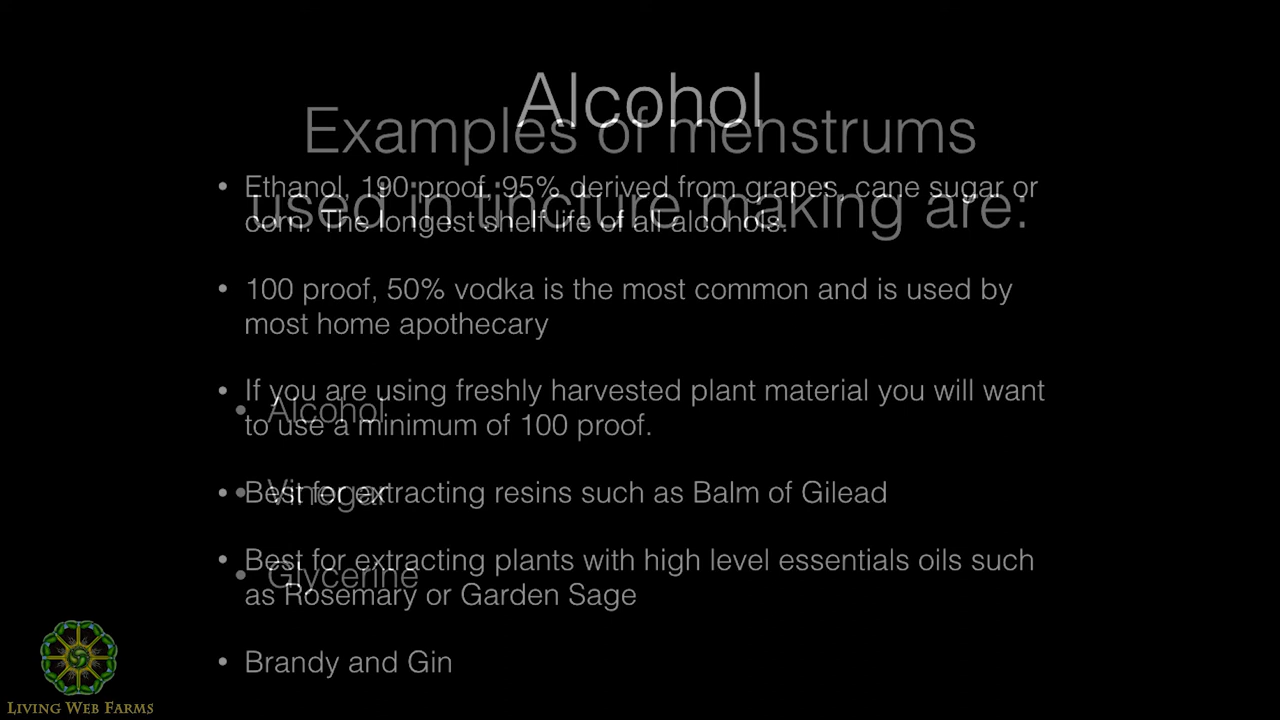 Alcohol
Examples of menstrums
used in tincture making are:
• Ethanol, 190 proof, 95% derived from grapes, cane sugar or
corn. The longest shelf life of all alcohols.
• 100 proof, 50% vodka is the most common and is used by
most home apothecary
• If you are using freshly harvested plant material you will want
to use a minimum of 100 proof.
• Alcohol
• Best for extracting resins such as Balm of Gilead
• Vinegar
• Best for extracting plants with high level essentials oils such
as Rosemary or Garden Sage
• Glycerine
• Brandy and Gin
LIVING WEB FARMS